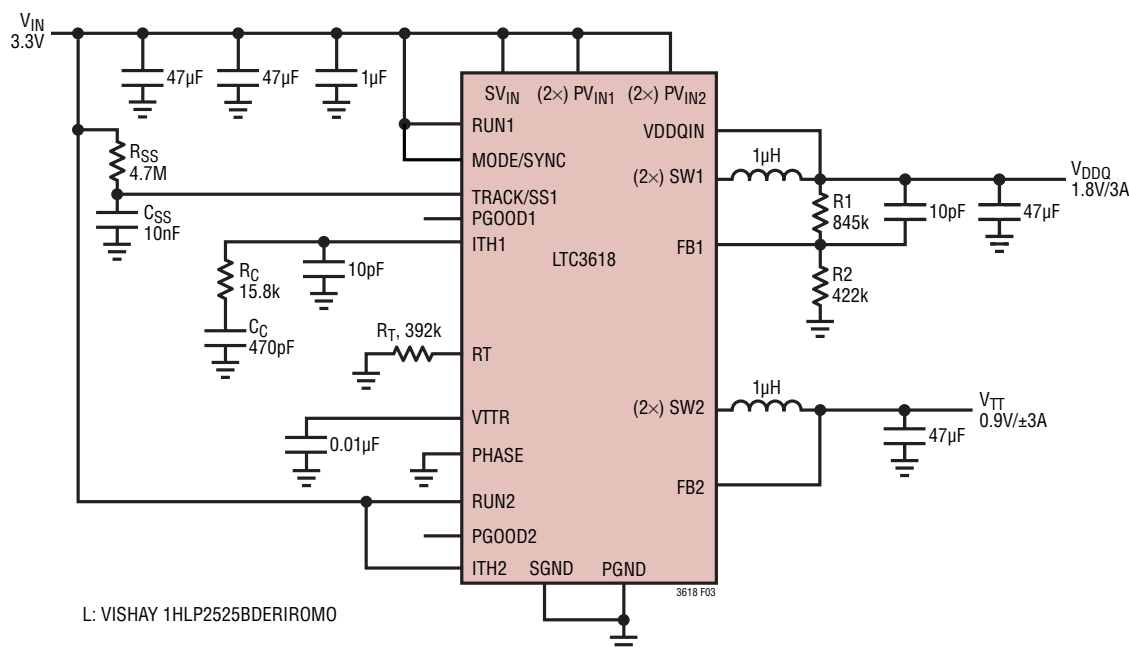 VIN
3.3V
47µF
47µF
1µF
SVIN
(2×) PVIN1
(2×) PVIN2
RUN1
VDDQIN
MODE/SYNC
RSS
4.7M
1µH
(2×) SW1
VDDQ
1.8V/3A
TRACK/SS1
CSS
10nF
PGOOD1
R1
845k
10pF
47µF
ITH1
FB1
LTC3618
RC
15.8k
10pF
R2
422k
CC
470pF
RT, 392k
RT
1µH
(2×) SW2
VTT
0.9V/±3A
VTTR
0.01µF
47µF
PHASE
FB2
RUN2
PGOOD2
ITH2
SGND
PGND
3618 F03
L: VISHAY 1HLP2525BDERIROMO